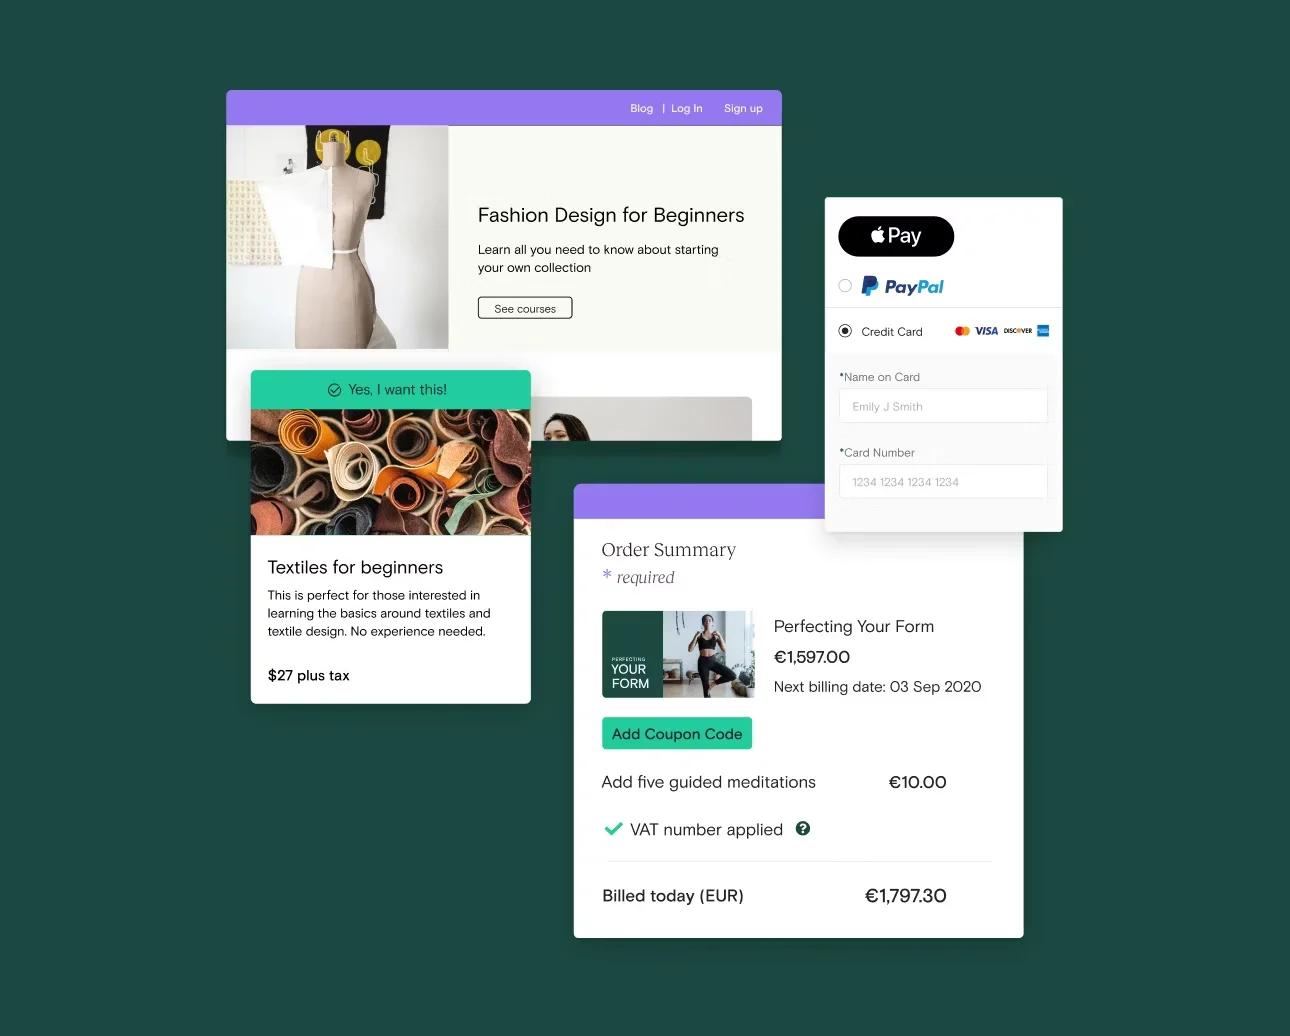 Blog | Log In Sign up
Fashion Design for Beginners
Learn all you need to know about starting
your own collection
See courses
Yes, I want this!
Textiles for beginners
This is perfect for those interested in
learning the basics around textiles and
textile design. No experience needed.
$27 plus tax
Pay
PayPal
Credit Card
VISA DISCOVER
*Name on Card
Emily J Smith
*Card Number
1234 1234 1234 1234
Order Summary
* required
PERFECTING
YOUR
FORM
Perfecting Your Form
€1,597.00
Next billing date: 03 Sep 2020
Add Coupon Code
Add five guided meditations €10.00
VAT number applied ?
Billed today (EUR) €1,797.30